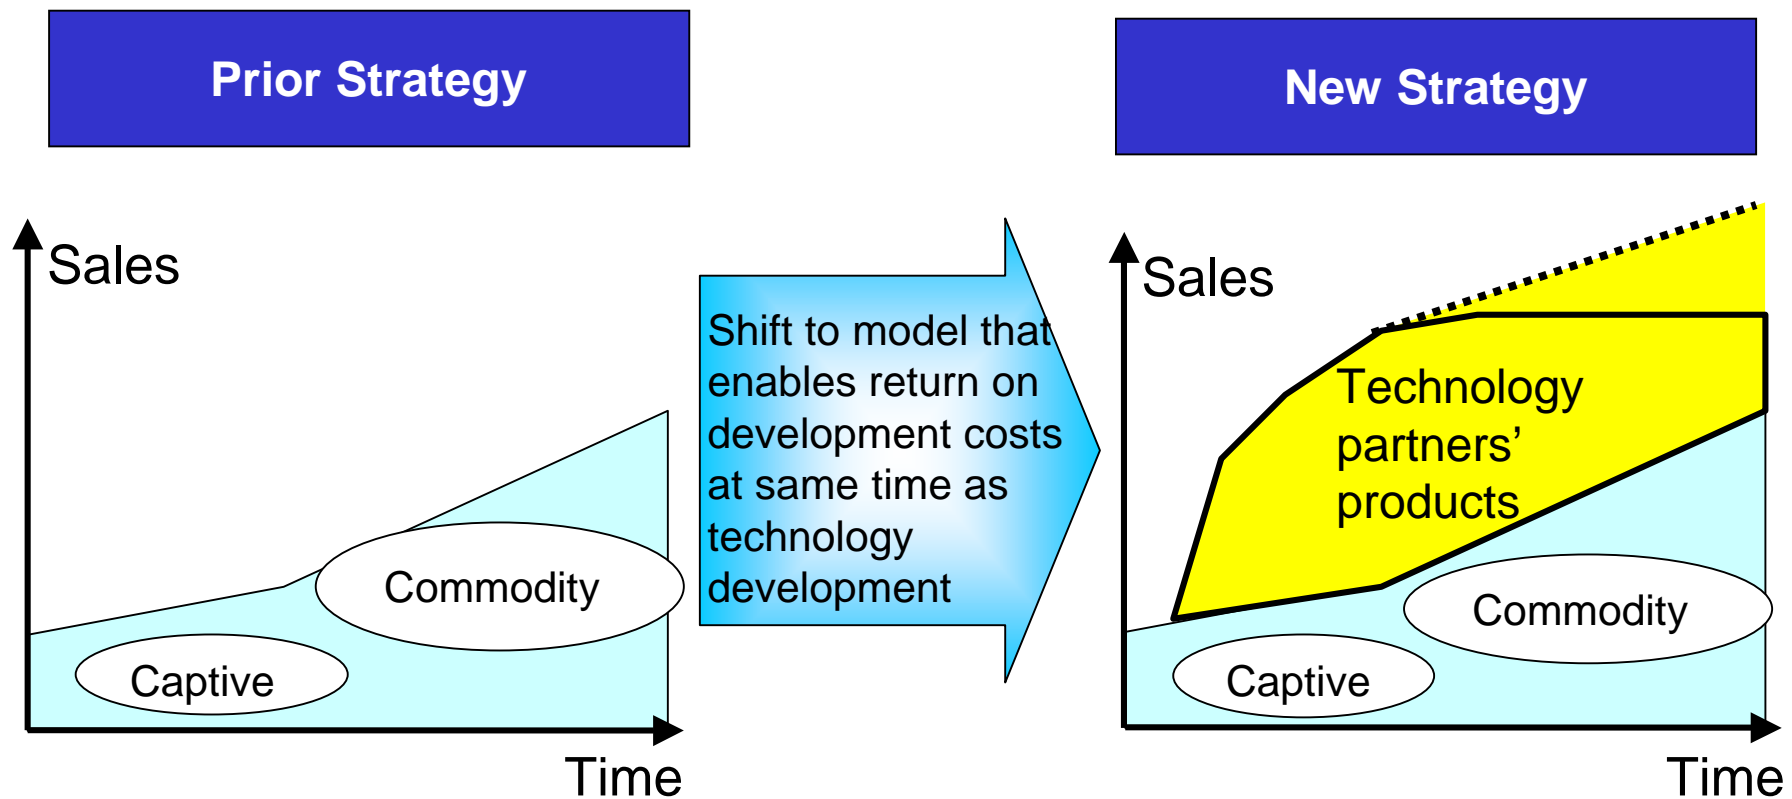 Prior Strategy
New Strategy
Sales
Commodity
Captive
Time
Shift to model that
enables return on
development costs
at same time as
technology
development
Sales
Technology
partners’
products
Commodity
Captive
Time